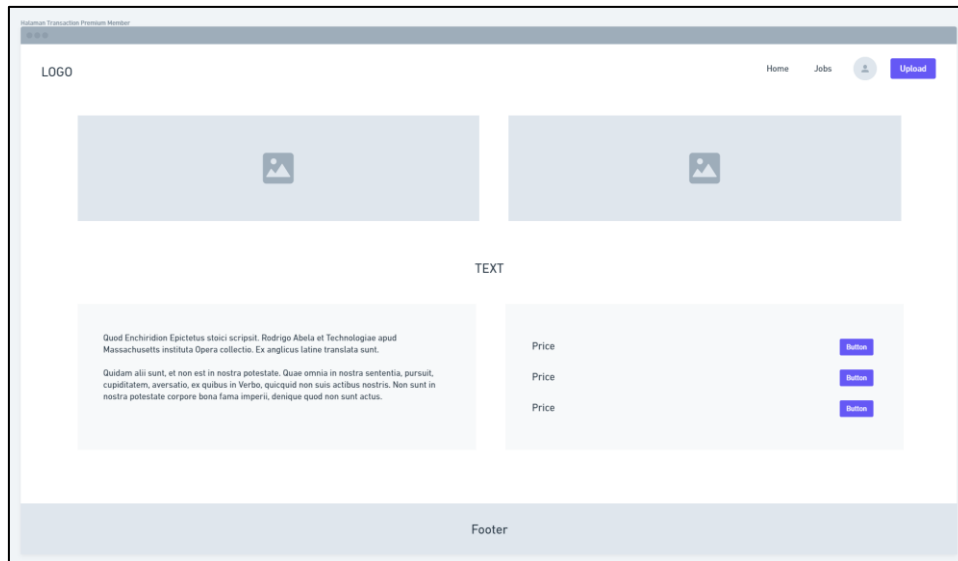 Halaman Transaction Premium Member
LOGO
Home
Jobs
Upload
TEXT
Quod Enchiridion Epictetus stoici scripsit. Rodrigo Abela et Technologiae apud
Massachusetts instituta Opera collectio. Ex anglicus latine translata sunt.
Quidam alii sunt, et non est in nostra potestate. Quae omnia in nostra sententia, pursuit,
cupiditatem, aversatio, ex quibus in Verbo, quicquid non suis actibus nostris. Non sunt in
nostra potestate corpore bona fama imperii, denique quod non sunt actus.
Price
Button
Price
Button
Price
Button
Footer